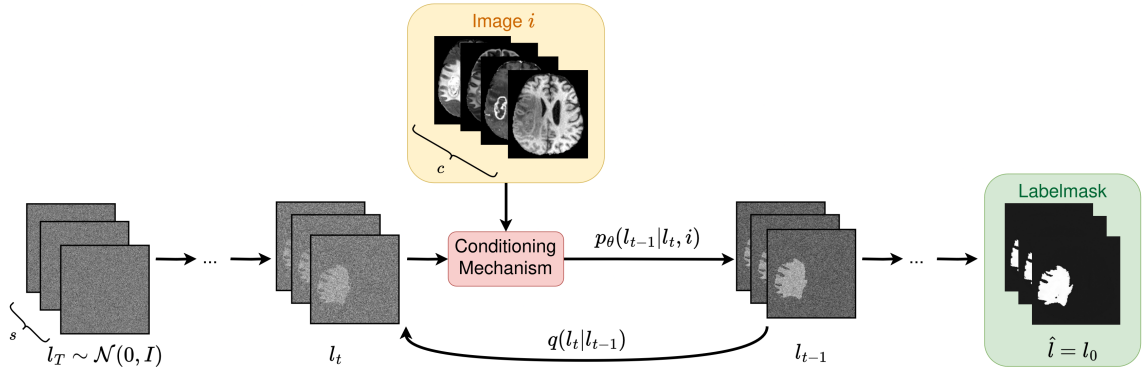 Image i
c
Conditioning
Mechanism
p_θ(l_{t-1}|l_t, i)
Labelmask
...
...
s
l_T ∼ 𝒩(0, I)
l_t
q(l_t|l_{t-1})
l_{t-1}
l̂ = l_0